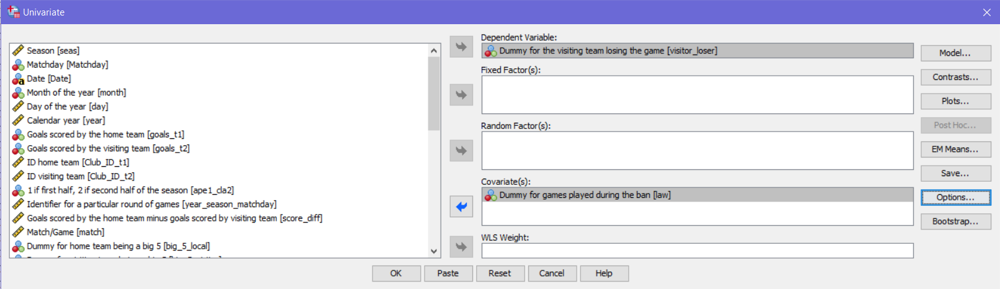 Univariate
Season [seas]
Matchday [Matchday]
Date [Date]
Month of the year [month]
Day of the year [day]
Calendar year [year]
Goals scored by the home team [goals_t1]
Goals scored by the visiting team [goals_t2]
ID home team [Club_ID_t1]
ID visiting team [Club_ID_t2]
1 if first half, 2 if second half of the season [ape1_cla2]
Identifier for a particular round of games [year_season_matchday]
Goals scored by the home team minus goals scored by visiting team [score_diff]
Match/Game [match]
Dummy for home team being a big 5 [big_5_local]
Dependent Variable:
Dummy for the visiting team losing the game [visitor_loser]
Fixed Factor(s):
Random Factor(s):
Covariate(s):
Dummy for games played during the ban [law]
WLS Weight:
Model...
Contrasts...
Plots...
Post Hoc...
EM Means...
Save...
Options...
Bootstrap...
OK
Paste
Reset
Cancel
Help